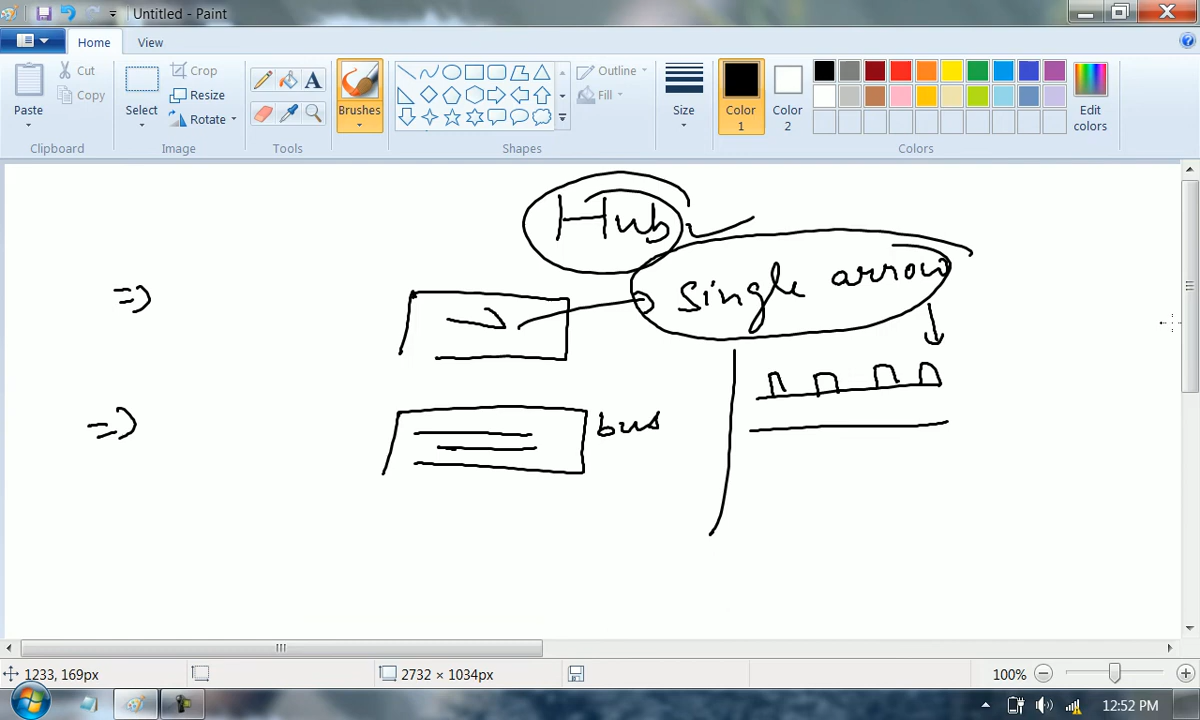 Untitled - Paint
Home View
Paste
Cut
Copy
Select
Crop
Resize
Rotate
A
Brushes
Outline
Fill
Size
Color 1
Color 2
Edit colors
Clipboard Image Tools Shapes Colors
Hub
single arrow
bus
1233, 169px 2732 × 1034px 100%
12:52 PM